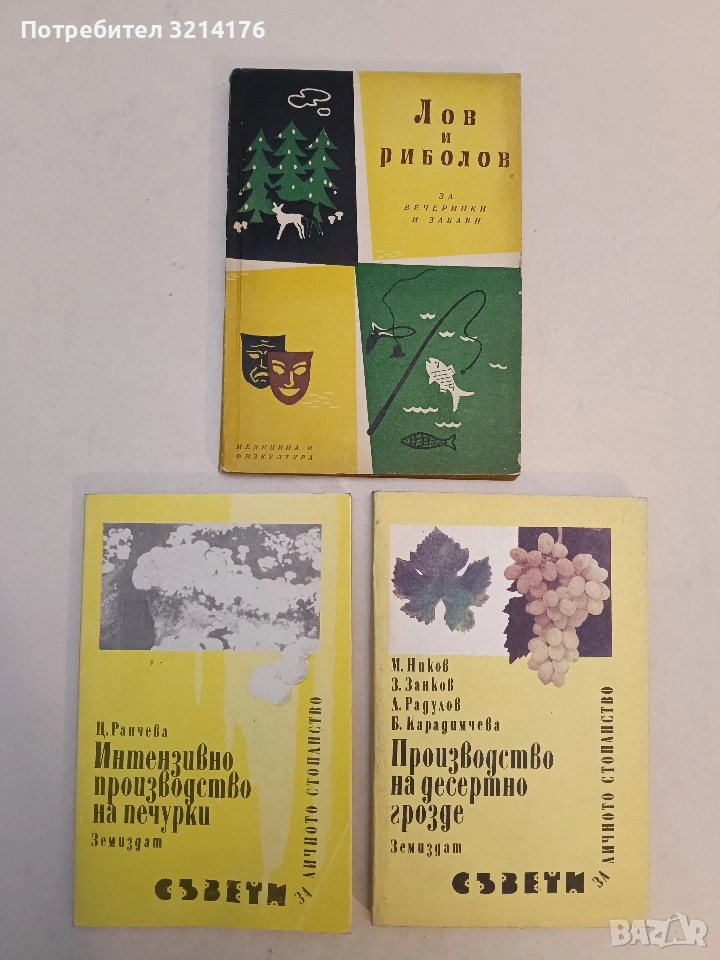 Потребител 3214176
Лов
и
риболов
за
вечеринки
и забави
Медицина и
физкултура
Ц. Ранчева
Интензивно
производство
на печурки
Земиздат
съвети
за личното стопанство
М. Ников
З. Занков
Л. Радулов
Б. Карадимчева
Производство
на десертно
грозде
Земиздат
съвети
за личното стопанство
BAZAR